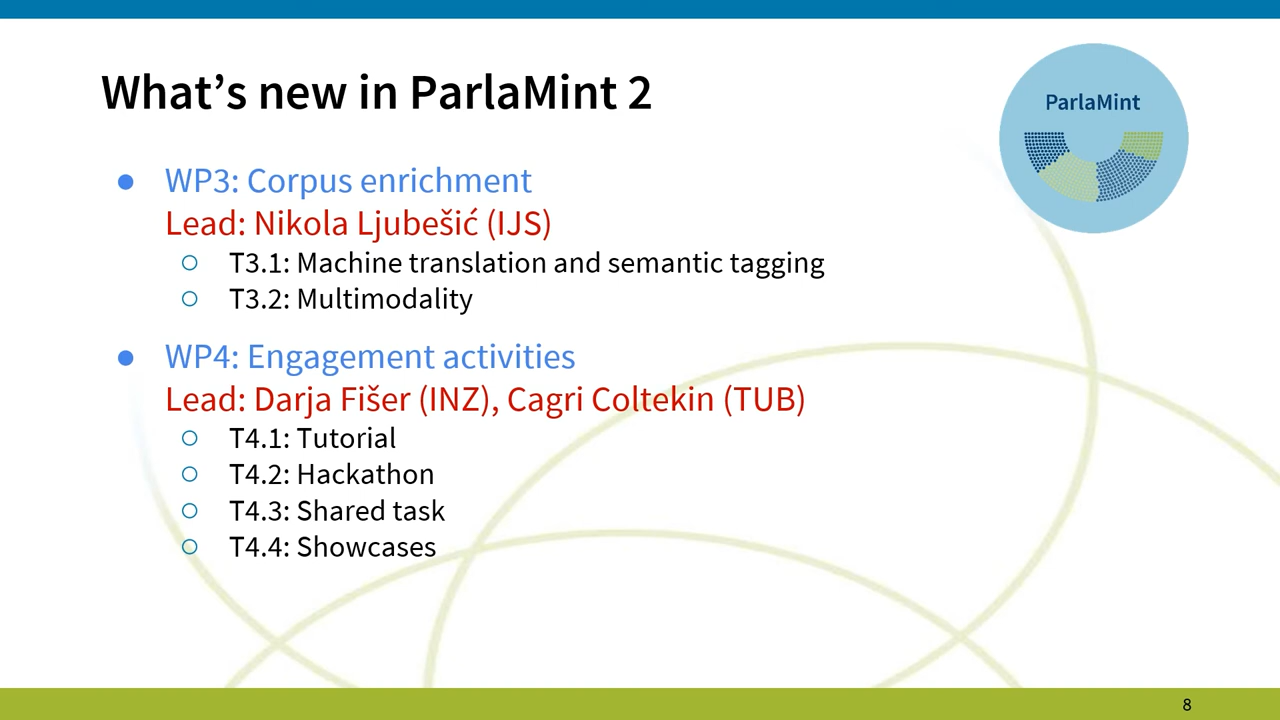 What's new in ParlaMint 2
ParlaMint
● WP3: Corpus enrichment
Lead: Nikola Ljubešić (IJS)
○ T3.1: Machine translation and semantic tagging
○ T3.2: Multimodality
● WP4: Engagement activities
Lead: Darja Fišer (INZ), Cagri Coltekin (TUB)
○ T4.1: Tutorial
○ T4.2: Hackathon
○ T4.3: Shared task
○ T4.4: Showcases
8